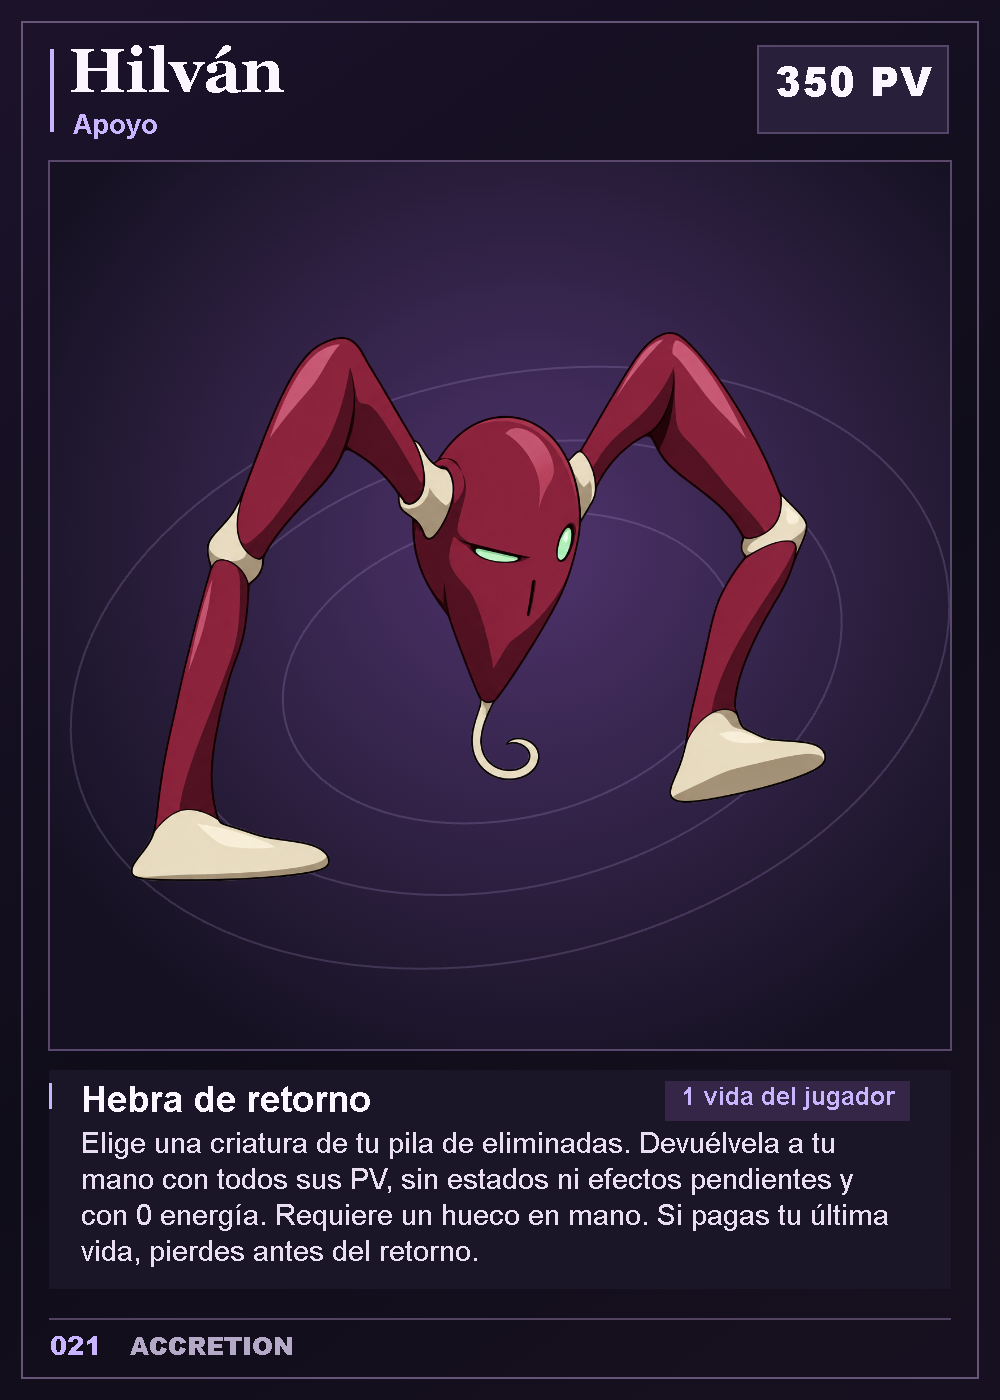 Hilván
350 PV
Apoyo
Hebra de retorno
1 vida del jugador
Elige una criatura de tu pila de eliminadas. Devuélvela a tu
mano con todos sus PV, sin estados ni efectos pendientes y
con 0 energía. Requiere un hueco en mano. Si pagas tu última
vida, pierdes antes del retorno.
021 ACCRETION